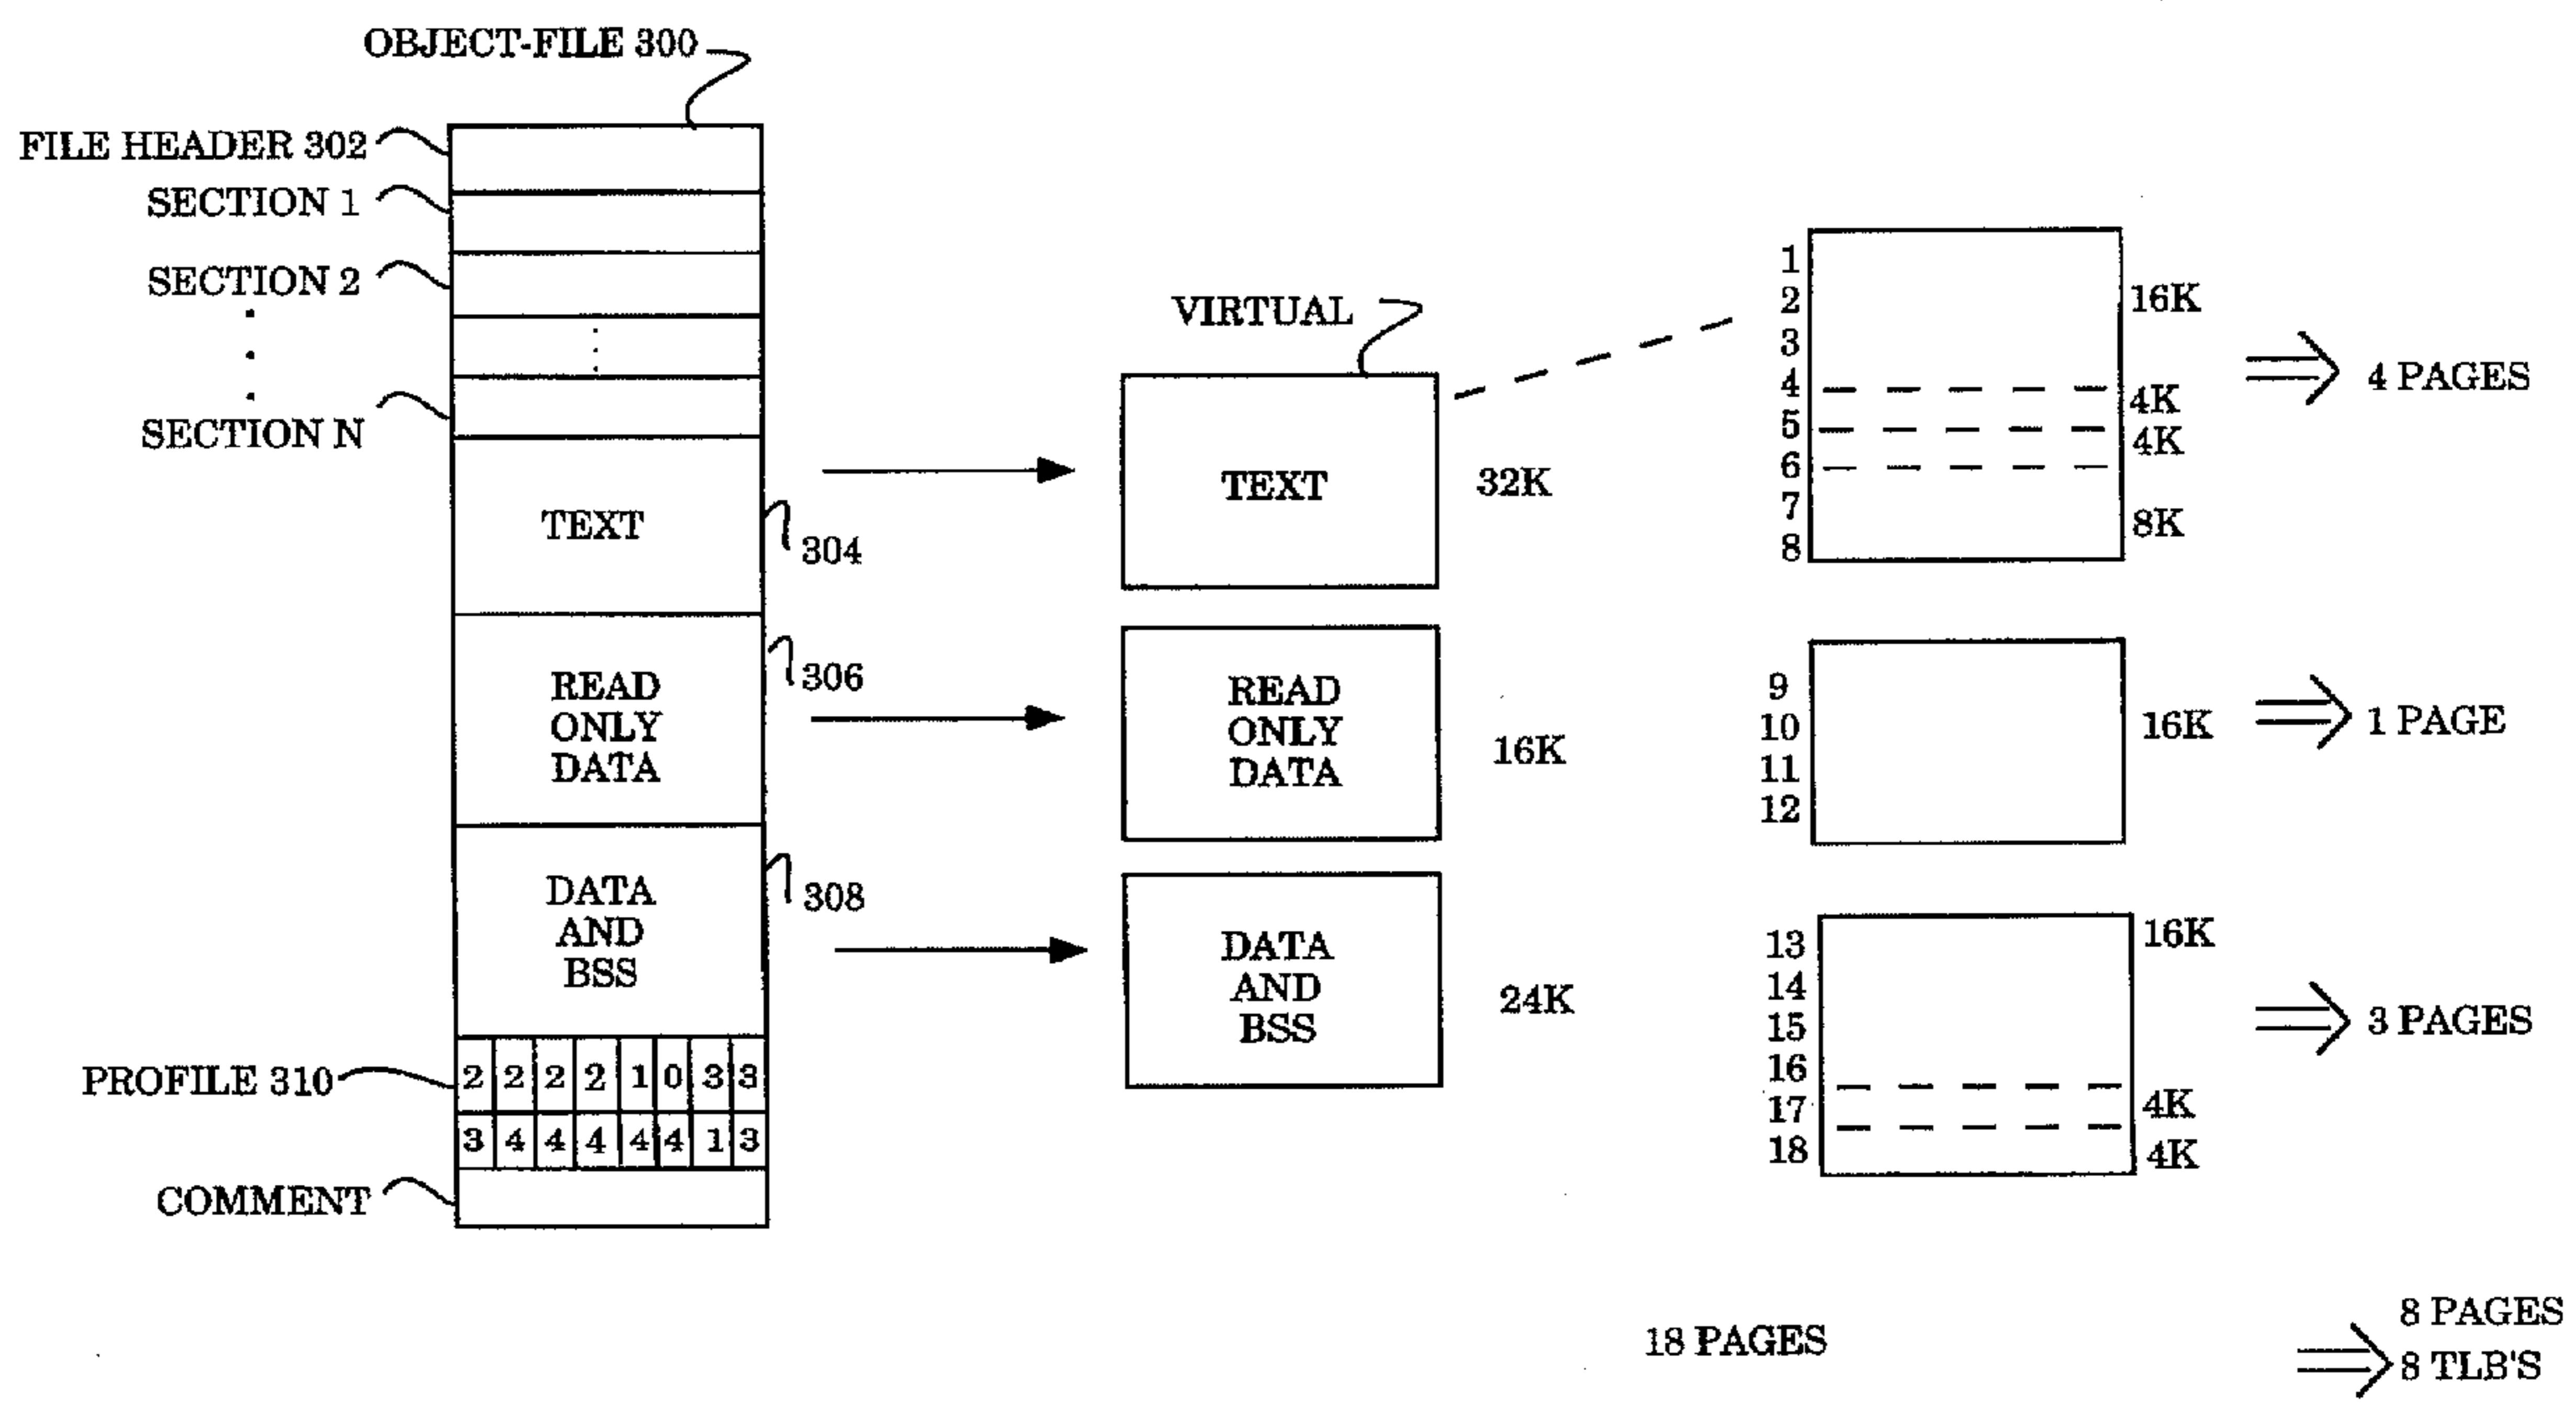 OBJECT-FILE 300
FILE HEADER 302
SECTION 1
SECTION 2
SECTION N
TEXT
304
READ
ONLY
DATA
306
DATA
AND
BSS
308
PROFILE 310
2 2 2 2 1 0 3 3
3 4 4 4 4 4 1 3
COMMENT
VIRTUAL
TEXT
32K
READ
ONLY
DATA
16K
DATA
AND
BSS
24K
1
2
3
4
5
6
7
8
16K
4K
4K
8K
4 PAGES
9
10
11
12
16K
1 PAGE
13
14
15
16
17
18
16K
4K
4K
3 PAGES
18 PAGES
8 PAGES
8 TLB'S